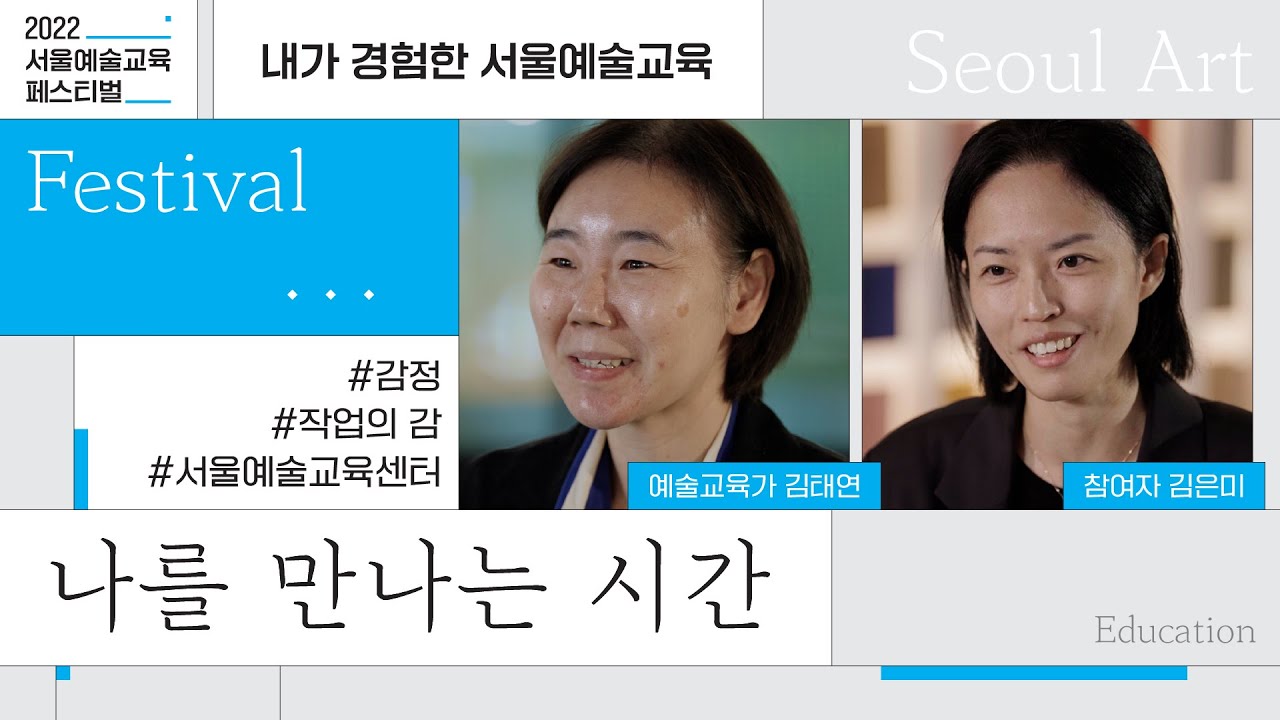 2022
서울예술교육
페스티벌
내가 경험한 서울예술교육
Seoul Art
Festival
#감정
#작업의 감
#서울예술교육센터
예술교육가 김태연
참여자 김은미
나를 만나는 시간
Education